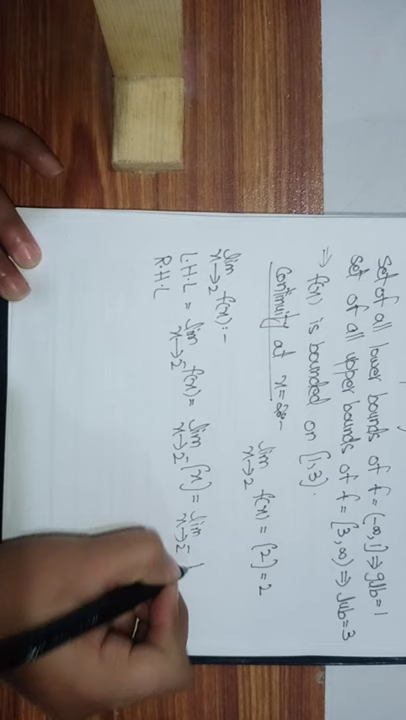 Set of all lower bounds of f = (-∞, 1] ⇒ glb = 1
Set of all upper bounds of f = [3, ∞) ⇒ lub = 3
⇒ f(x) is bounded on [1, 3).
Continuity at x = 2:-
lim x→2 f(x) = [2] = 2
lim x→2 f(x) :-
L.H.L = lim x→2⁻ f(x) = lim x→2⁻ [x] = lim x→2⁻ 1
R.H.L